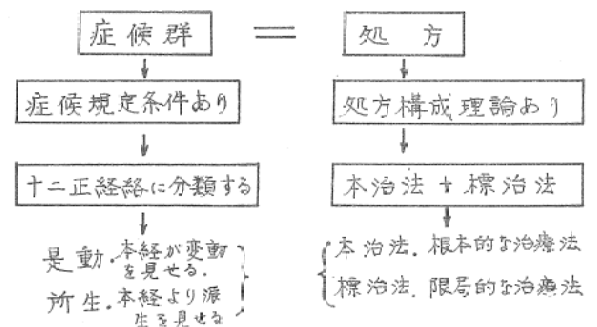 症候群 = 処方
症候規定条件あり
処方構成理論あり
十二正経絡に分類する
本治法+標治法
是動・本経が変動
を見せる.
所生・本経より派
生を見せる
本治法.根本的な治療法
標治法.限局的な治療法